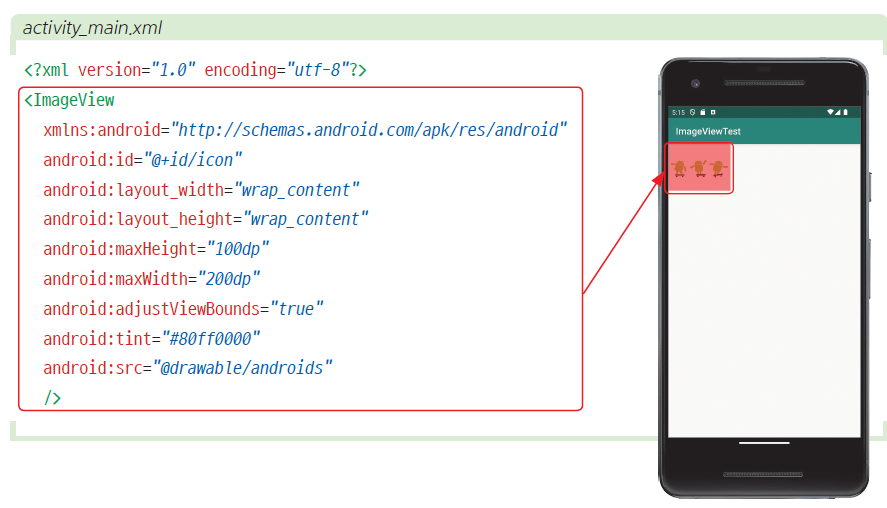 activity_main.xml
<?xml version="1.0" encoding="utf-8"?>
<ImageView
xmlns:android="http://schemas.android.com/apk/res/android"
android:id="@+id/icon"
android:layout_width="wrap_content"
android:layout_height="wrap_content"
android:maxHeight="100dp"
android:maxWidth="200dp"
android:adjustViewBounds="true"
android:tint="#80ff0000"
android:src="@drawable/androids"
/>
5:15
ImageViewTest